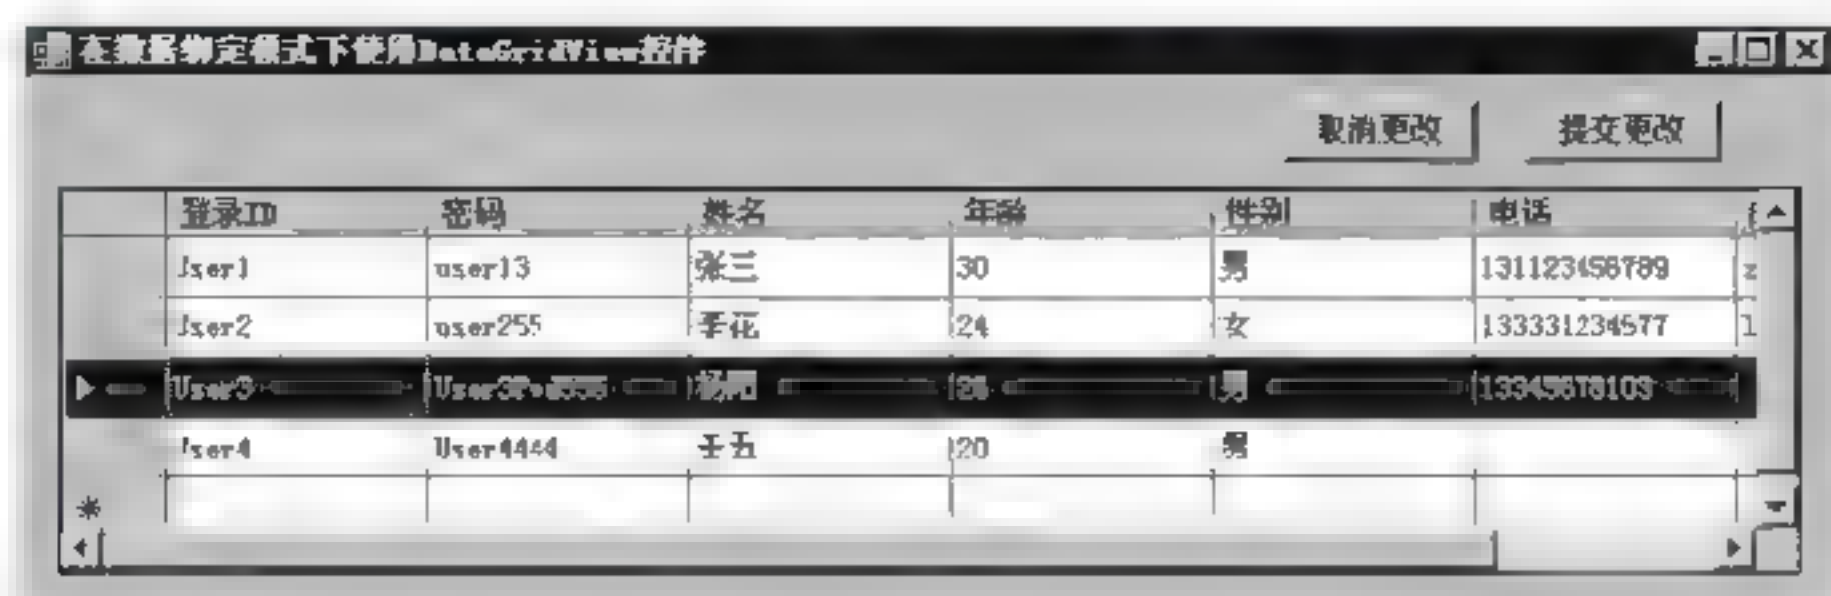 在数据绑定模式下使用DataGridView控件
取消更改 提交更改
登录ID 密码 姓名 年龄 性别 电话
User1 user13 张三 30 男 131123456789 z
User2 user255 李花 24 女 133331234577 l
User3 男 13345678103
User4 User4444 王五 20 男